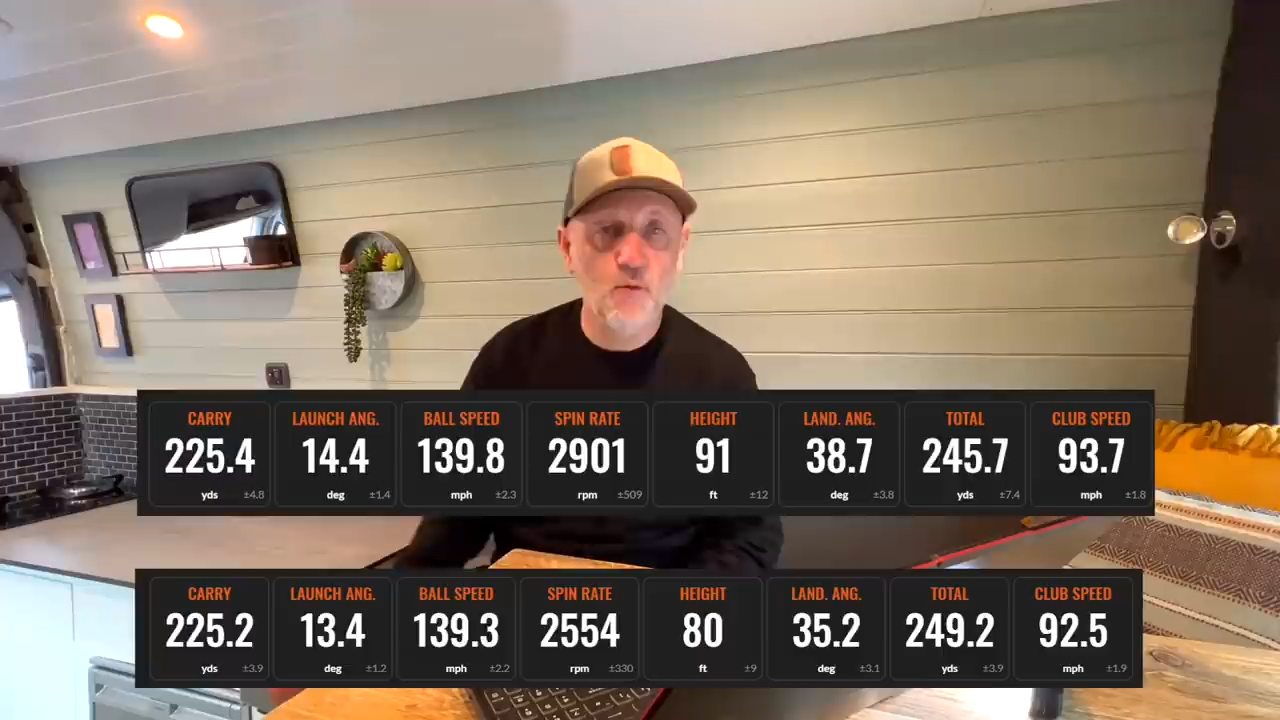 CARRY LAUNCH ANG. BALL SPEED SPIN RATE HEIGHT LAND. ANG. TOTAL CLUB SPEED
225.4 14.4 139.8 2901 91 38.7 245.7 93.7
yds ±4.8 deg ±1.4 mph ±2.3 rpm ±509 ft ±12 deg ±3.8 yds ±7.4 mph ±1.8
CARRY LAUNCH ANG. BALL SPEED SPIN RATE HEIGHT LAND. ANG. TOTAL CLUB SPEED
225.2 13.4 139.3 2554 80 35.2 249.2 92.5
yds ±3.9 deg ±1.2 mph ±2.2 rpm ±330 ft ±9 deg ±3.1 yds ±3.9 mph ±1.9